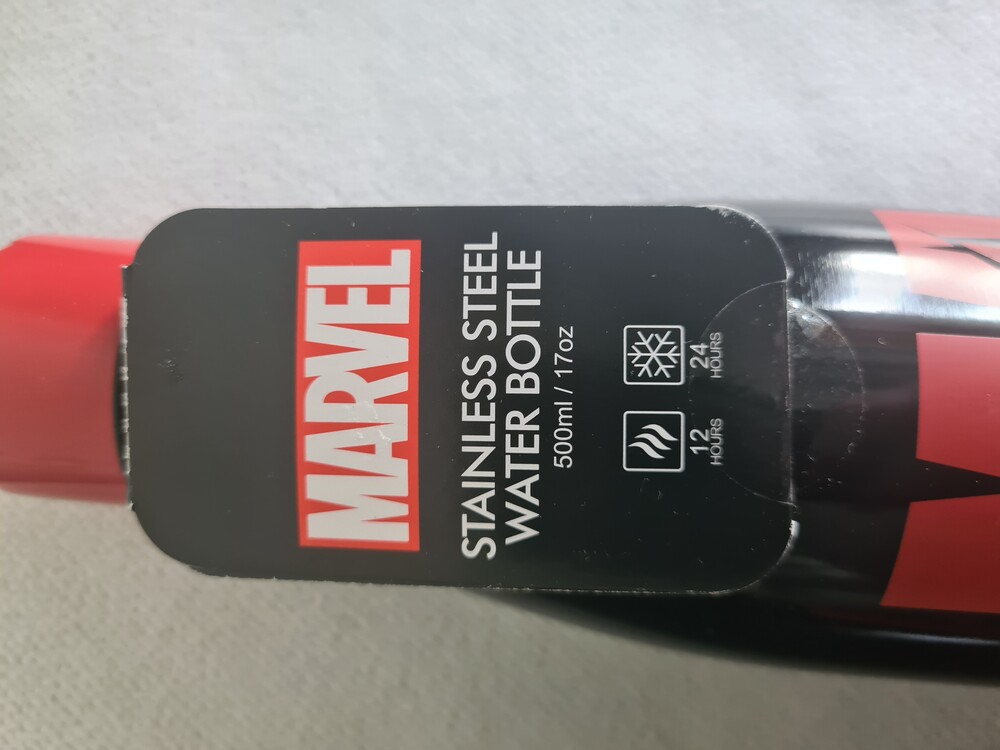 MARVEL
STAINLESS STEEL
WATER BOTTLE
500ml / 17oz
12 24
HOURS HOURS